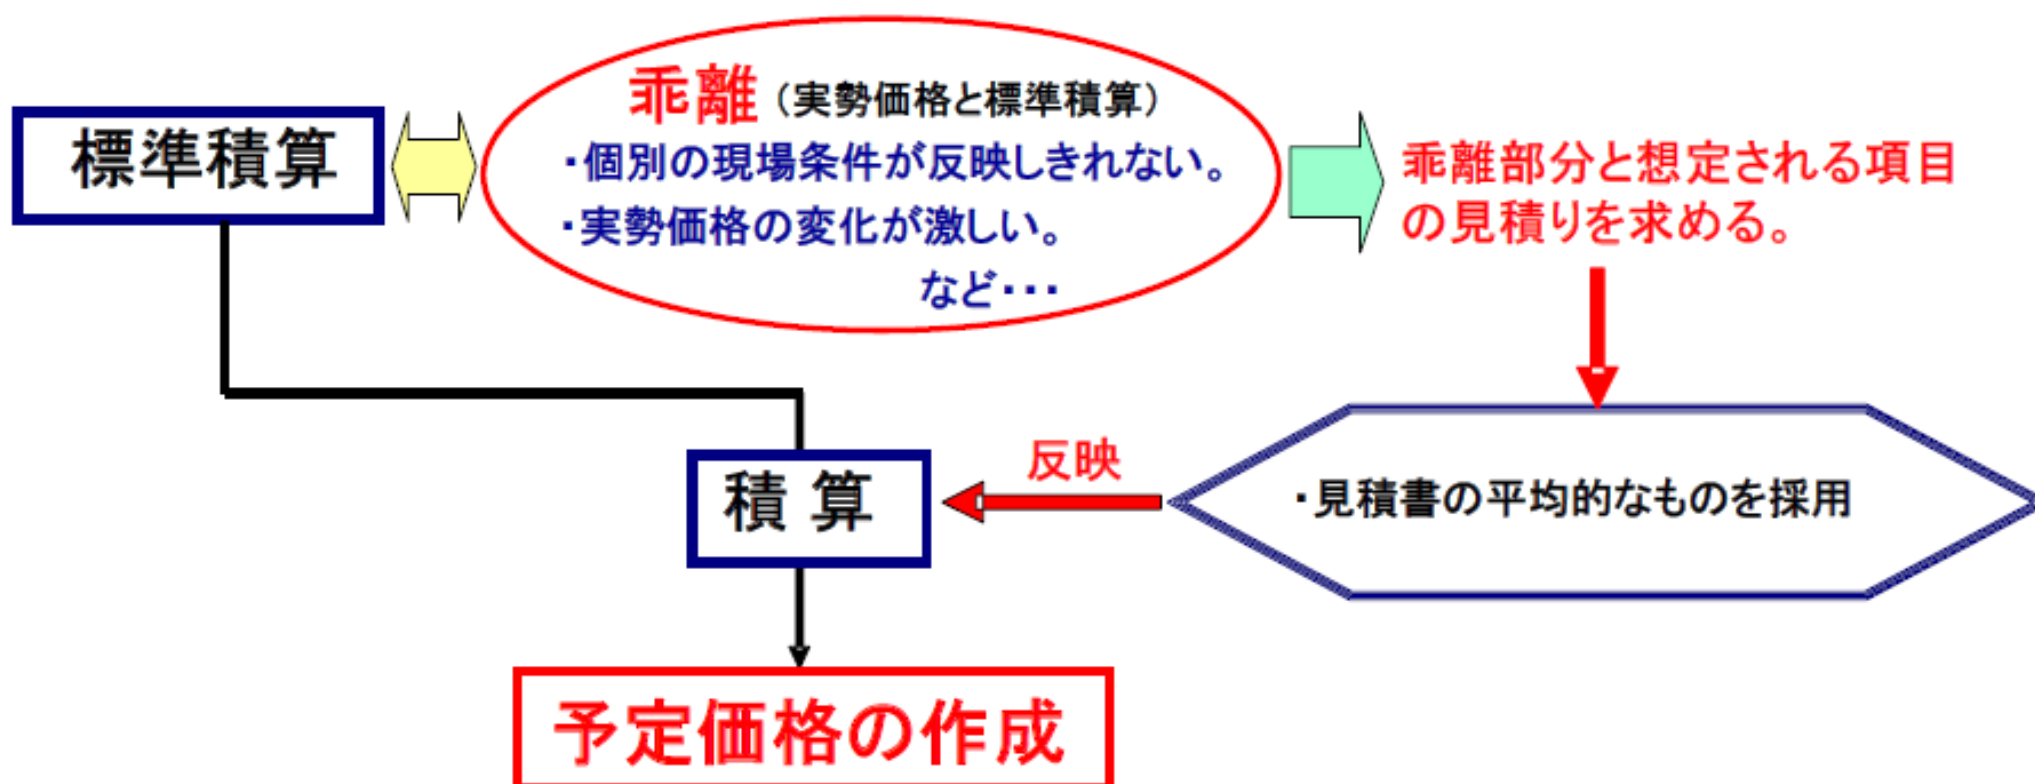 標準積算
乖離（実勢価格と標準積算）
・個別の現場条件が反映しきれない。
・実勢価格の変化が激しい。
など・・・
乖離部分と想定される項目
の見積りを求める。
積 算
反映
・見積書の平均的なものを採用
予定価格の作成